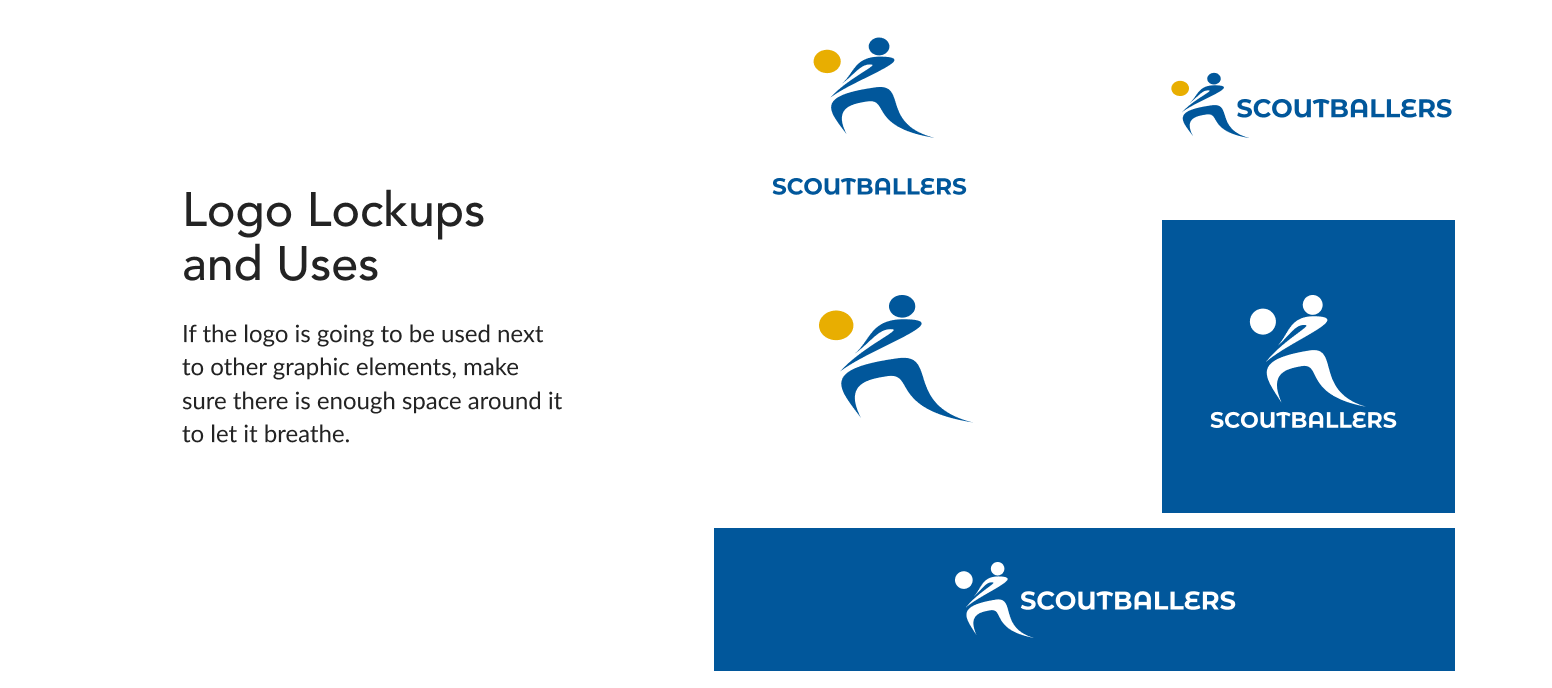 Logo Lockups
and Uses
If the logo is going to be used next
to other graphic elements, make
sure there is enough space around it
to let it breathe.
SCOUTBALLERS
SCOUTBALLERS
SCOUTBALLERS
SCOUTBALLERS